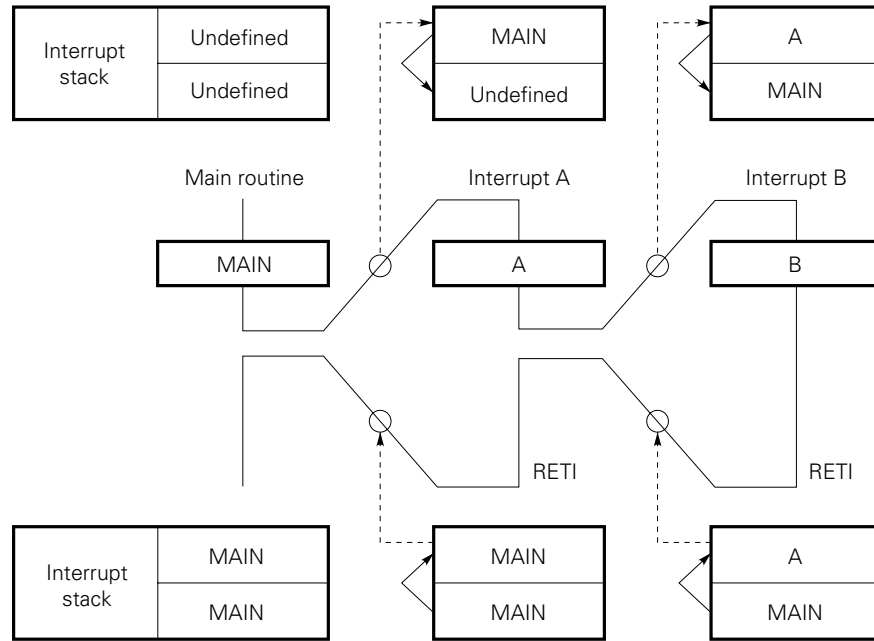 Interrupt
stack
Undefined
Undefined
MAIN
Undefined
A
MAIN
Main routine
Interrupt A
Interrupt B
MAIN
A
B
RETI
RETI
Interrupt
stack
MAIN
MAIN
MAIN
MAIN
A
MAIN